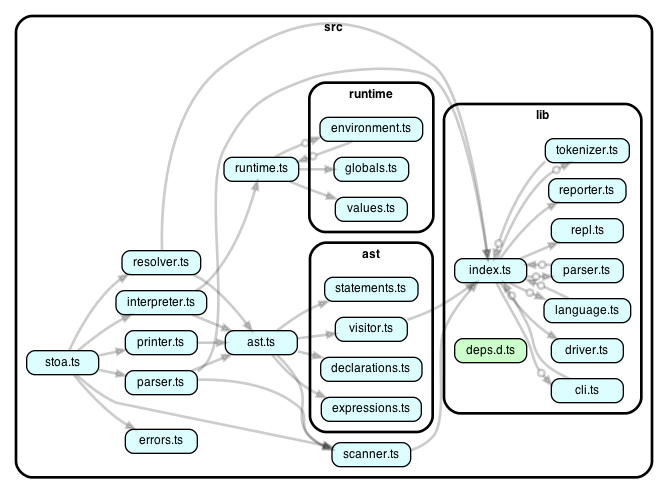 src
runtime
environment.ts
globals.ts
values.ts
runtime.ts
lib
tokenizer.ts
reporter.ts
repl.ts
parser.ts
language.ts
driver.ts
cli.ts
index.ts
deps.d.ts
resolver.ts
interpreter.ts
printer.ts
parser.ts
errors.ts
stoa.ts
ast.ts
ast
statements.ts
visitor.ts
declarations.ts
expressions.ts
scanner.ts